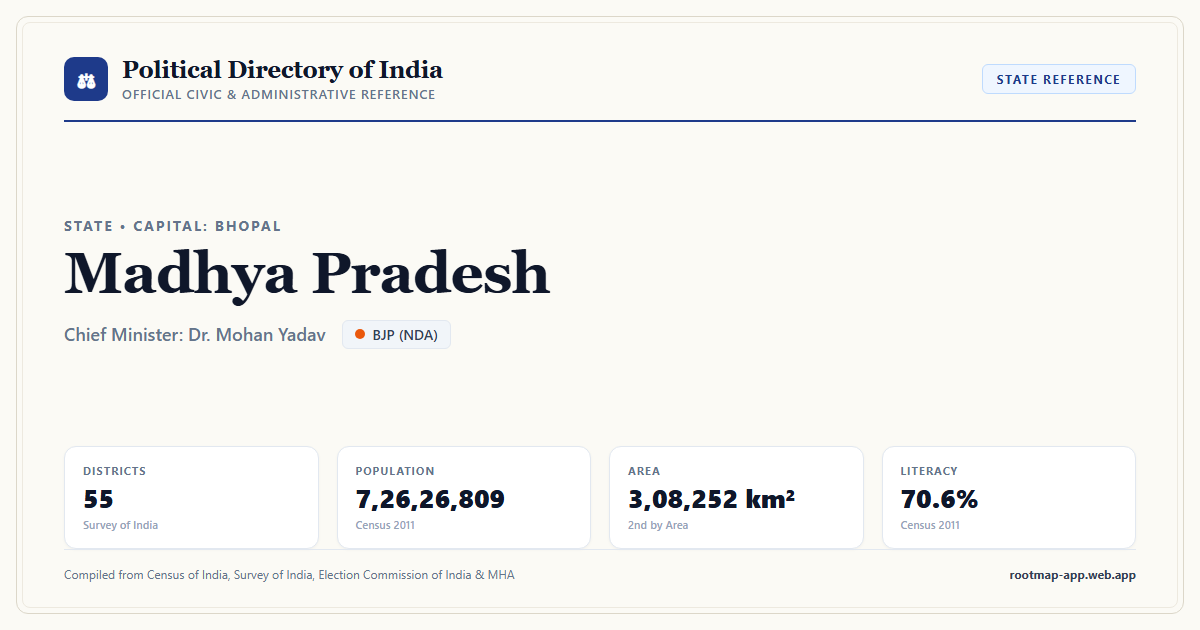 Political Directory of India
OFFICIAL CIVIC & ADMINISTRATIVE REFERENCE
STATE REFERENCE
STATE • CAPITAL: BHOPAL
Madhya Pradesh
Chief Minister: Dr. Mohan Yadav
BJP (NDA)
DISTRICTS
55
Survey of India
POPULATION
7,26,26,809
Census 2011
AREA
3,08,252 km²
2nd by Area
LITERACY
70.6%
Census 2011
Compiled from Census of India, Survey of India, Election Commission of India & MHA
rootmap-app.web.app